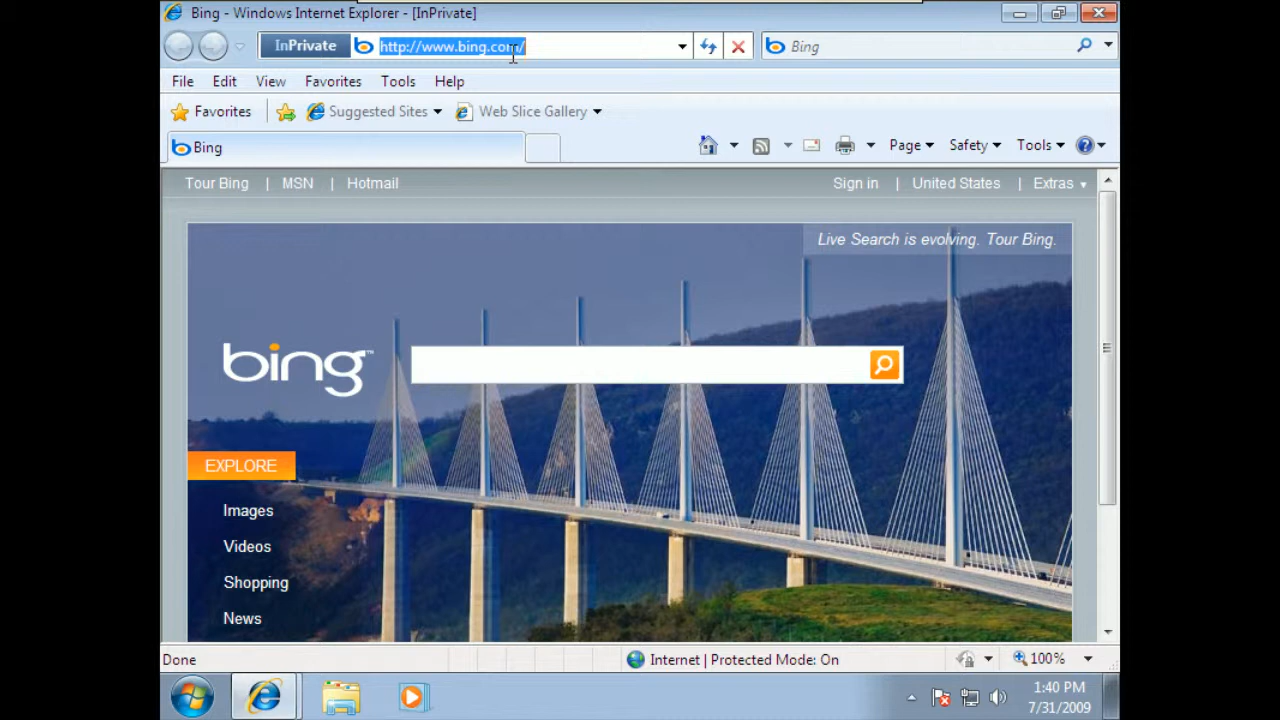 Bing - Windows Internet Explorer - [InPrivate]
InPrivate http://www.bing.com/ Bing
File Edit View Favorites Tools Help
Favorites Suggested Sites Web Slice Gallery
Bing Page Safety Tools
Tour Bing | MSN | Hotmail Sign in | United States | Extras
Live Search is evolving. Tour Bing.
bing™
EXPLORE
Images
Videos
Shopping
News
Done Internet | Protected Mode: On 100%
1:40 PM
7/31/2009